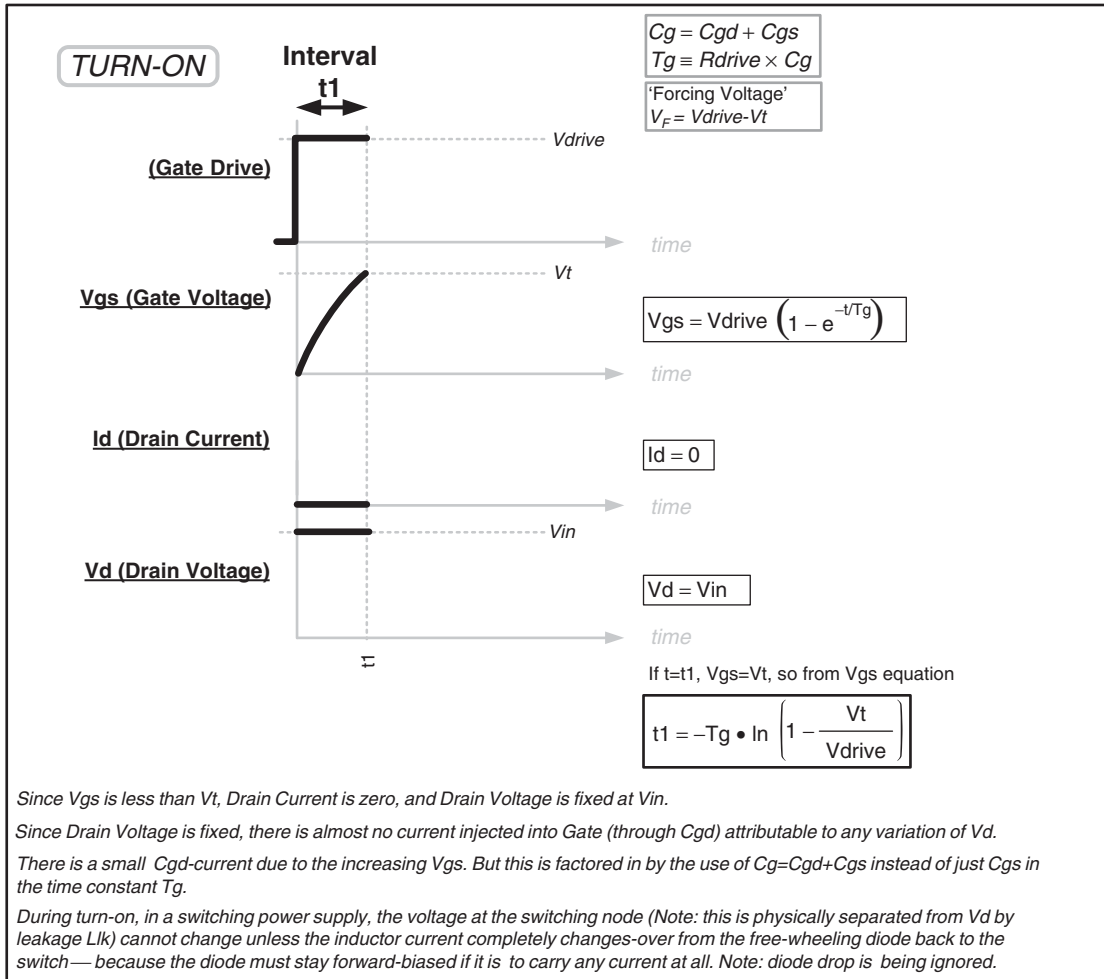 TURN-ON
Interval
t1
Cg = Cgd + Cgs
Tg ≡ Rdrive × Cg
'Forcing Voltage'
V_F = Vdrive-Vt
Vdrive
(Gate Drive)
time
Vt
Vgs (Gate Voltage)
Vgs = Vdrive (1 − e^−t/Tg)
time
Id (Drain Current)
Id = 0
time
Vin
Vd (Drain Voltage)
Vd = Vin
time
t1
If t=t1, Vgs=Vt, so from Vgs equation
t1 = −Tg • ln (1 − Vt/Vdrive)
Since Vgs is less than Vt, Drain Current is zero, and Drain Voltage is fixed at Vin.
Since Drain Voltage is fixed, there is almost no current injected into Gate (through Cgd) attributable to any variation of Vd.
There is a small Cgd-current due to the increasing Vgs. But this is factored in by the use of Cg=Cgd+Cgs instead of just Cgs in
the time constant Tg.
During turn-on, in a switching power supply, the voltage at the switching node (Note: this is physically separated from Vd by
leakage Llk) cannot change unless the inductor current completely changes-over from the free-wheeling diode back to the
switch — because the diode must stay forward-biased if it is to carry any current at all. Note: diode drop is being ignored.